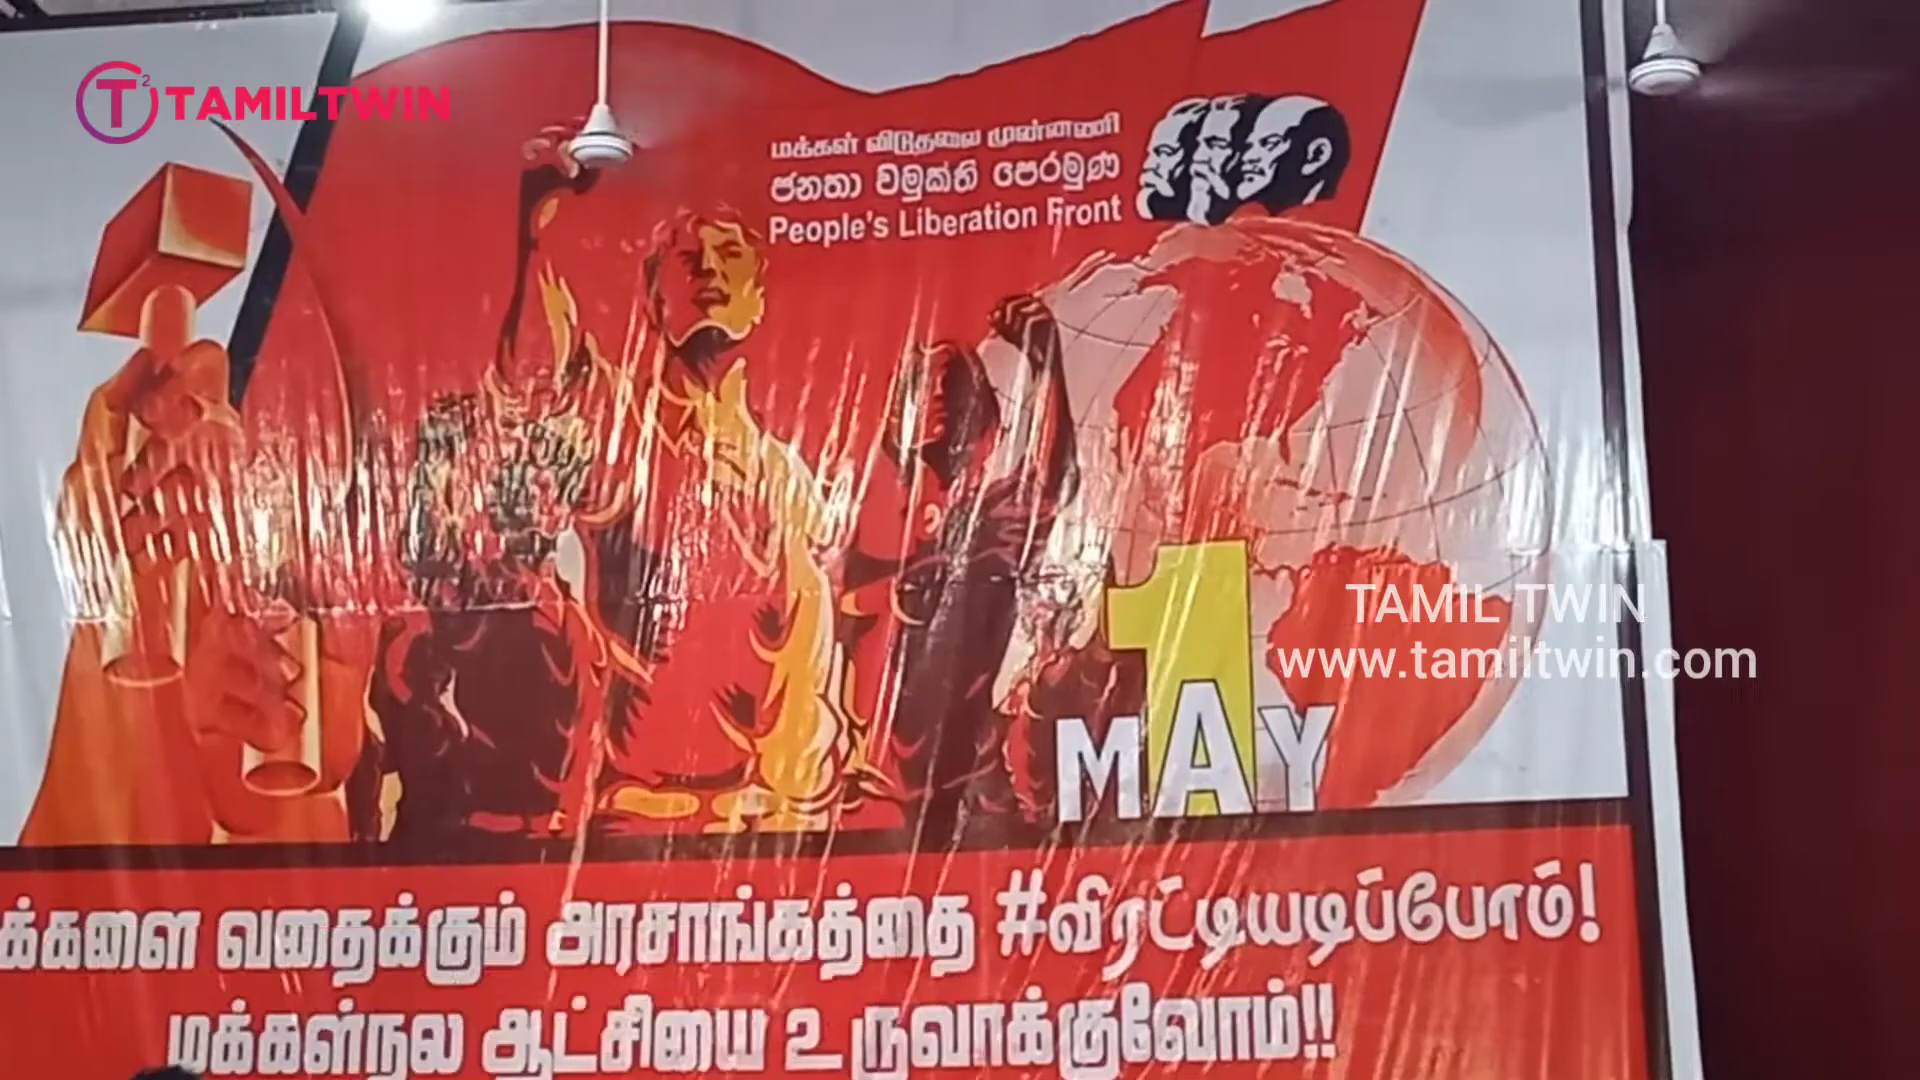 T² TAMILTWIN
மக்கள் விடுதலை முன்னணி
ජනතා විමුක්ති පෙරමුණ
People's Liberation Front
TAMIL TWIN
www.tamiltwin.com
1
MAY
க்களை வதைக்கும் அரசாங்கத்தை #விரட்டியடிப்போம்!
மக்கள்நல ஆட்சியை உருவாக்குவோம்!!